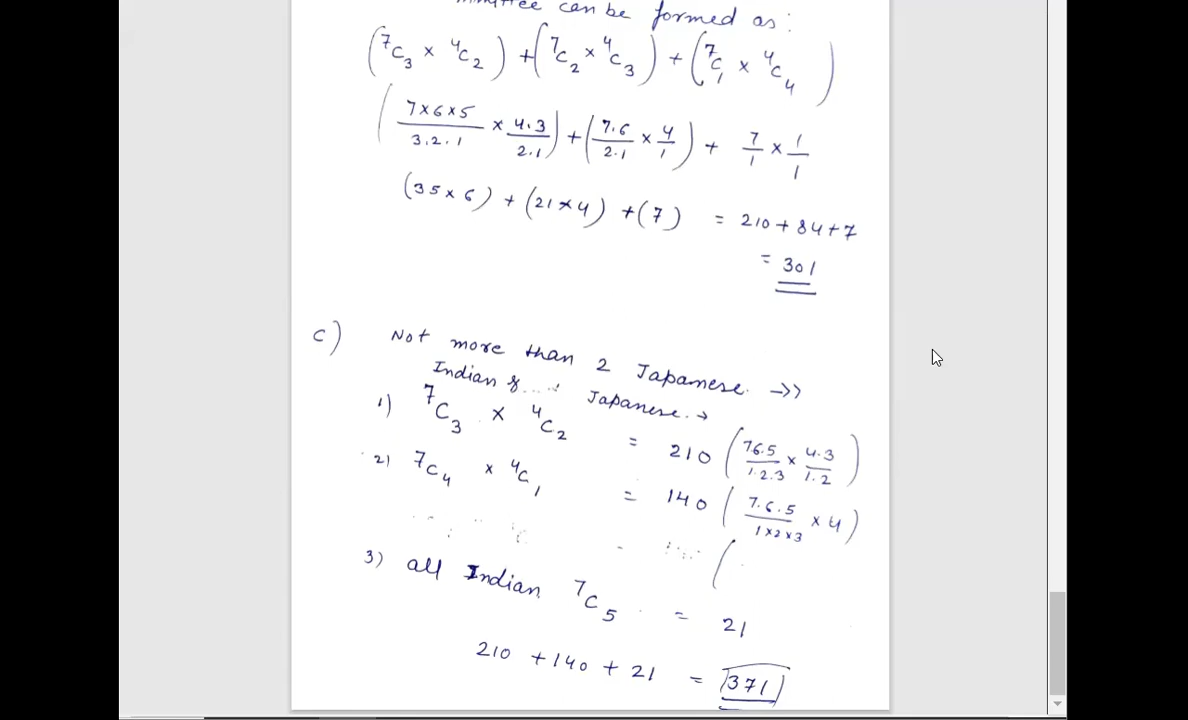 can be formed as:
(⁷C₃ × ⁴C₂) + (⁷C₂ × ⁴C₃) + (⁷C₁ × ⁴C₄)
(7×6×5/3.2.1 × 4.3/2.1) + (7.6/2.1 × 4/1) + 7/1 × 1/1
(35×6) + (21×4) + (7) = 210 + 84 + 7
= 301
c) Not more than 2 Japanese →>
Indian & Japanese. →
1) ⁷C₃ × ⁴C₂ = 210 (76.5/1.2.3 × 4.3/1.2)
2) ⁷C₄ × ⁴C₁ = 140 (7.6.5/1×2×3 × 4)
(
3) all Indian ⁷C₅ = 21
210 + 140 + 21 = 371